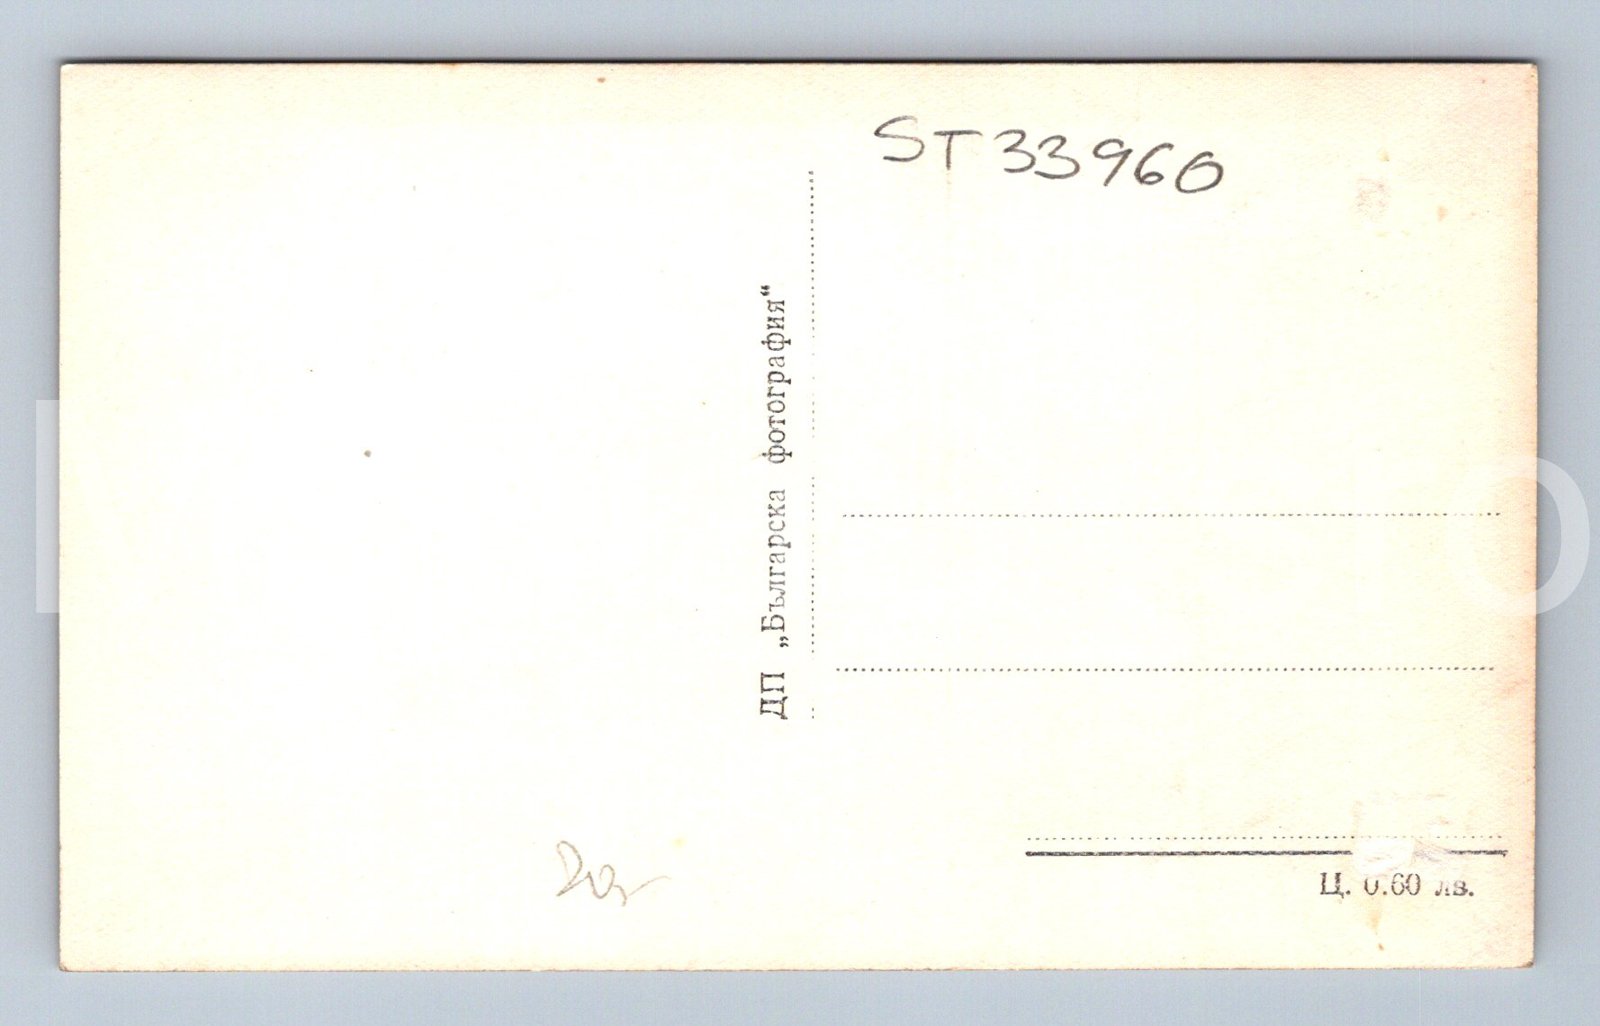 ST33960
ДП „Българска фотография“
Ц. 0.60 лв.